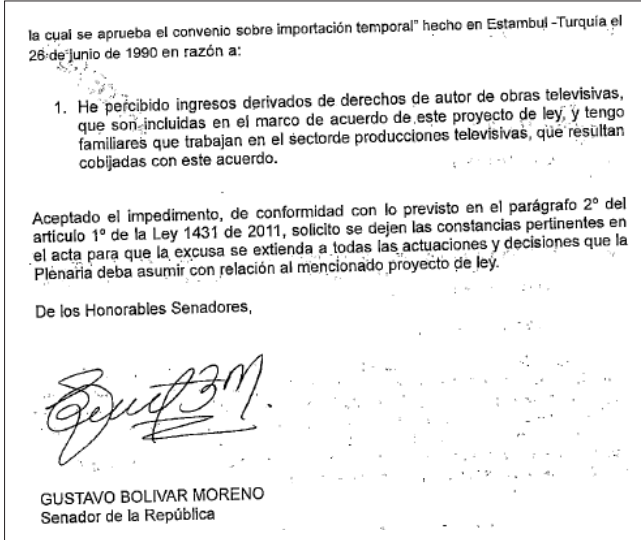 la cual se aprueba el convenio sobre importación temporal" hecho en Estambul -Turquía el
26 de junio de 1990 en razón a:
1. He percibido ingresos derivados de derechos de autor de obras televisivas,
que son incluidas en el marco de acuerdo de este proyecto de ley, y tengo
familiares que trabajan en el sectorde producciones televisivas, que resultan
cobijadas con este acuerdo.
Aceptado el impedimento, de conformidad con lo previsto en el parágrafo 2º del
articulo 1º de la Ley 1431 de 2011, solicito se dejen las constancias pertinentes en
el acta para que la excusa se extienda a todas las actuaciones y decisiones que la
Plenaria deba asumir con relación al mencionado proyecto de ley.
De los Honorables Senadores,
GUSTAVO BOLIVAR MORENO
Senador de la República